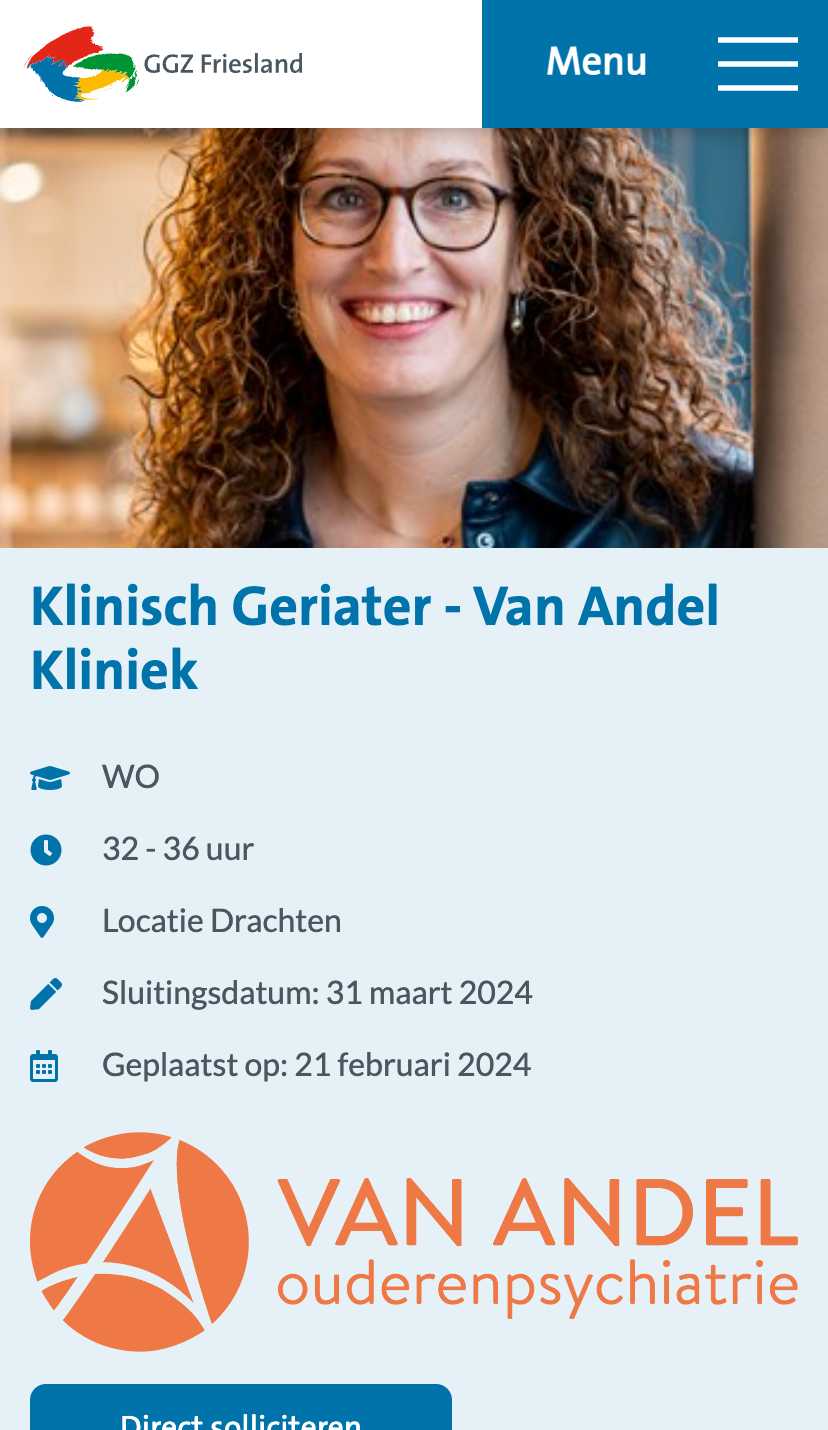 GGZ Friesland
Menu
Klinisch Geriater - Van Andel
Kliniek
WO
32 - 36 uur
Locatie Drachten
Sluitingsdatum: 31 maart 2024
Geplaatst op: 21 februari 2024
VAN ANDEL
ouderenpsychiatrie
Direct solliciteren